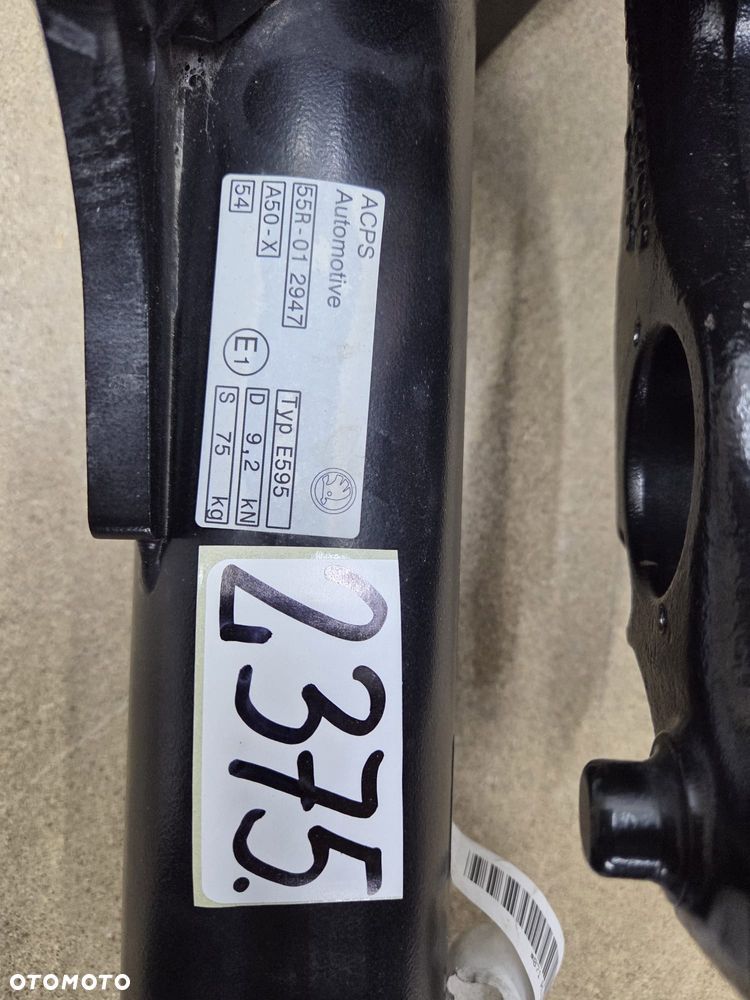 ACPS
Automotive
55R-01 2947
A50-X
54
E1
Typ E595
D 9,2 kN
S 75 kg
2375.
OTOMOTO